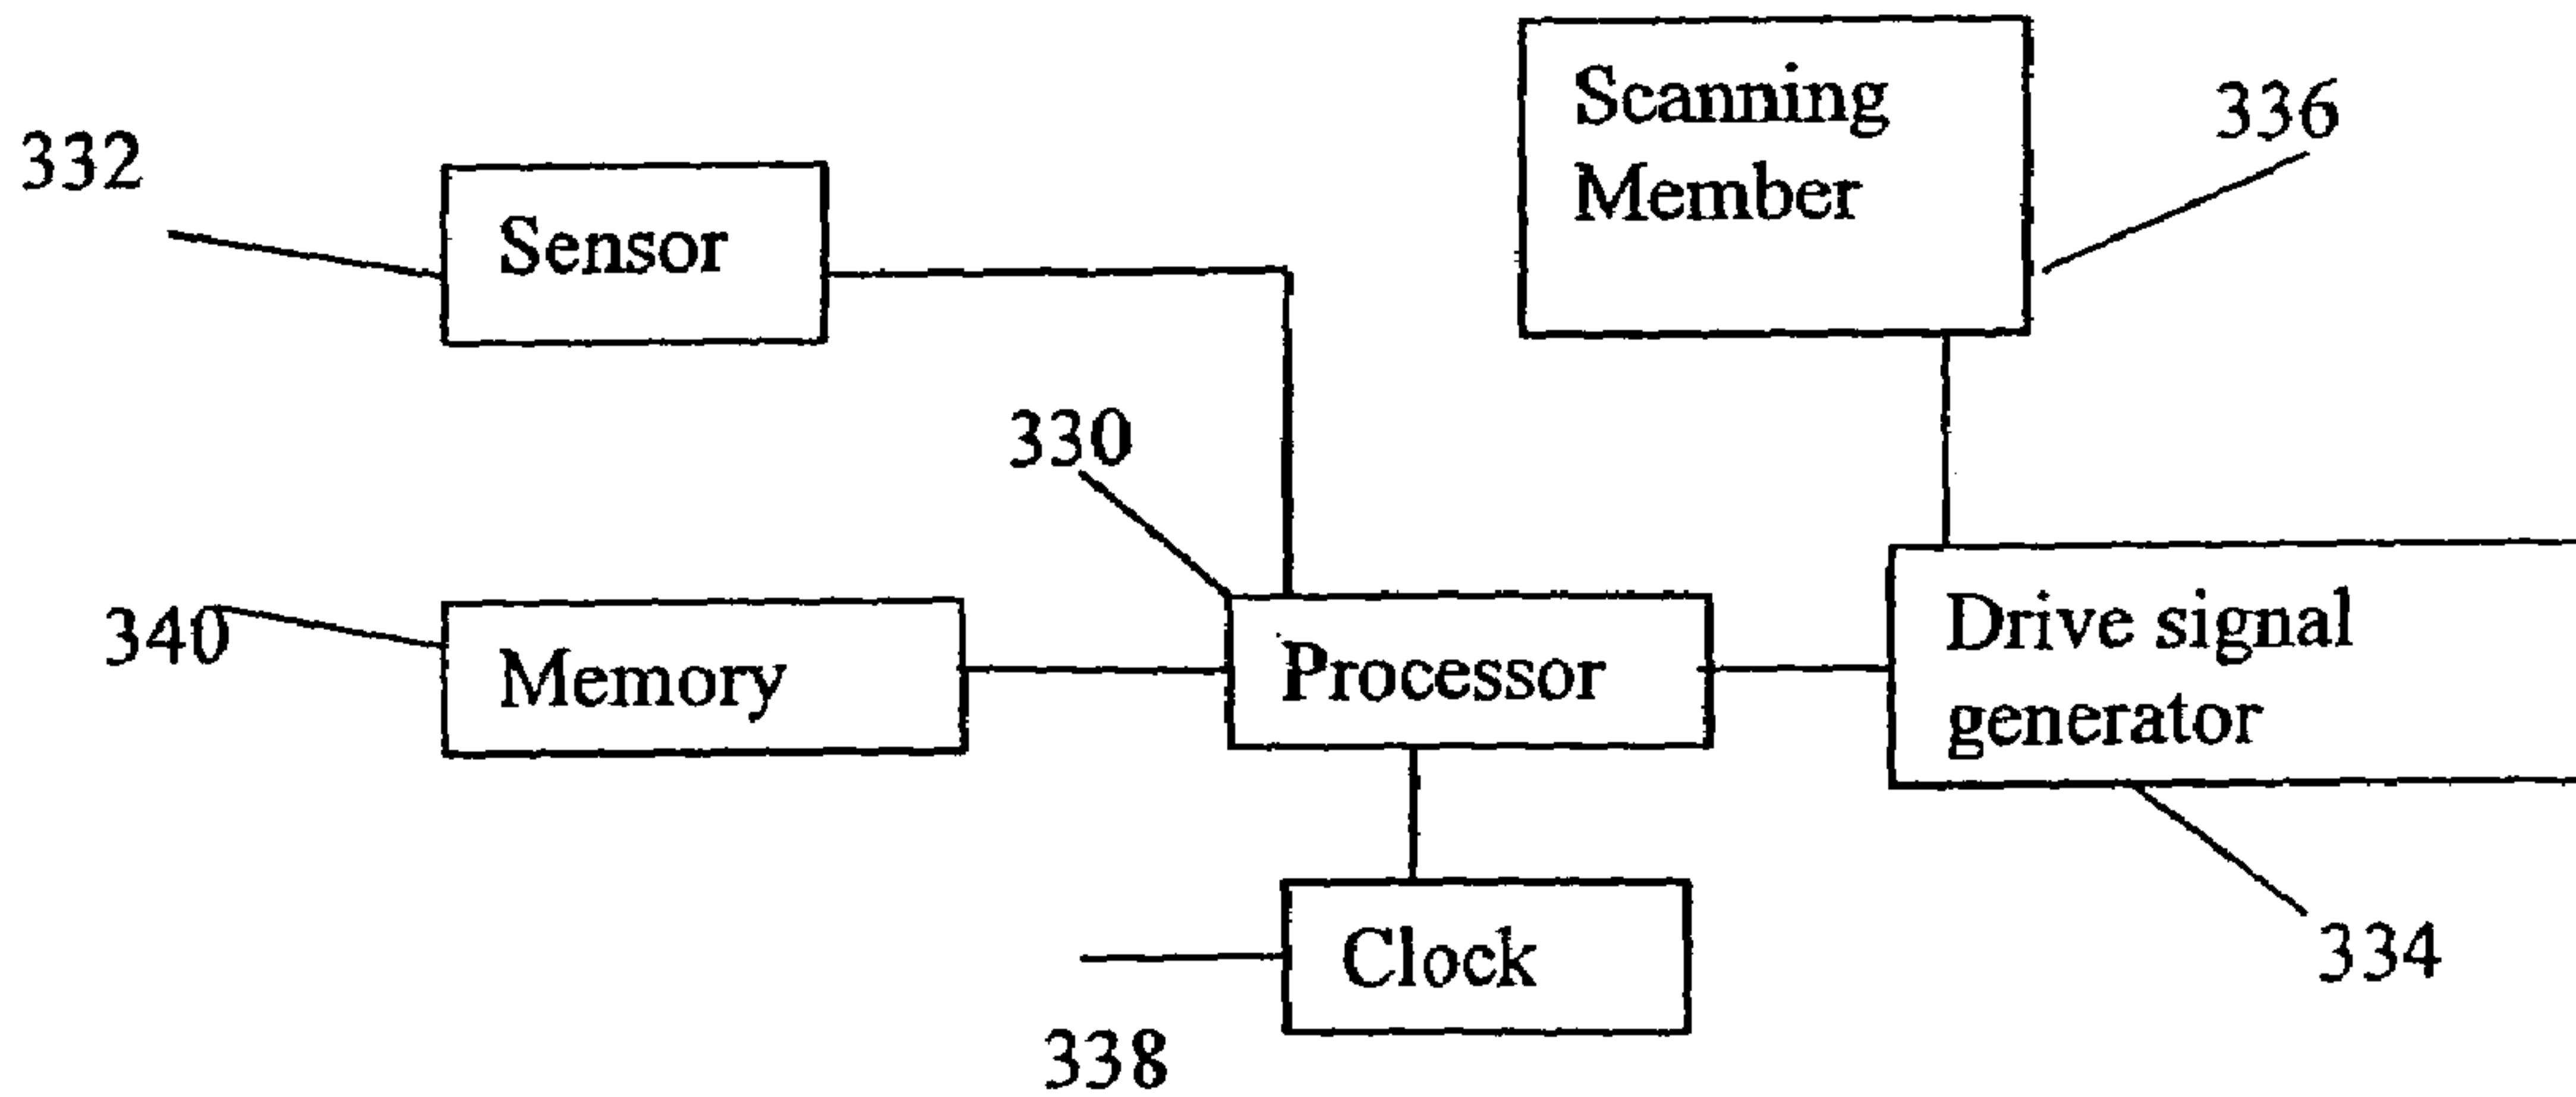 Scanning
Member
336
332
Sensor
330
340
Memory
Processor
Drive signal
generator
Clock
334
338